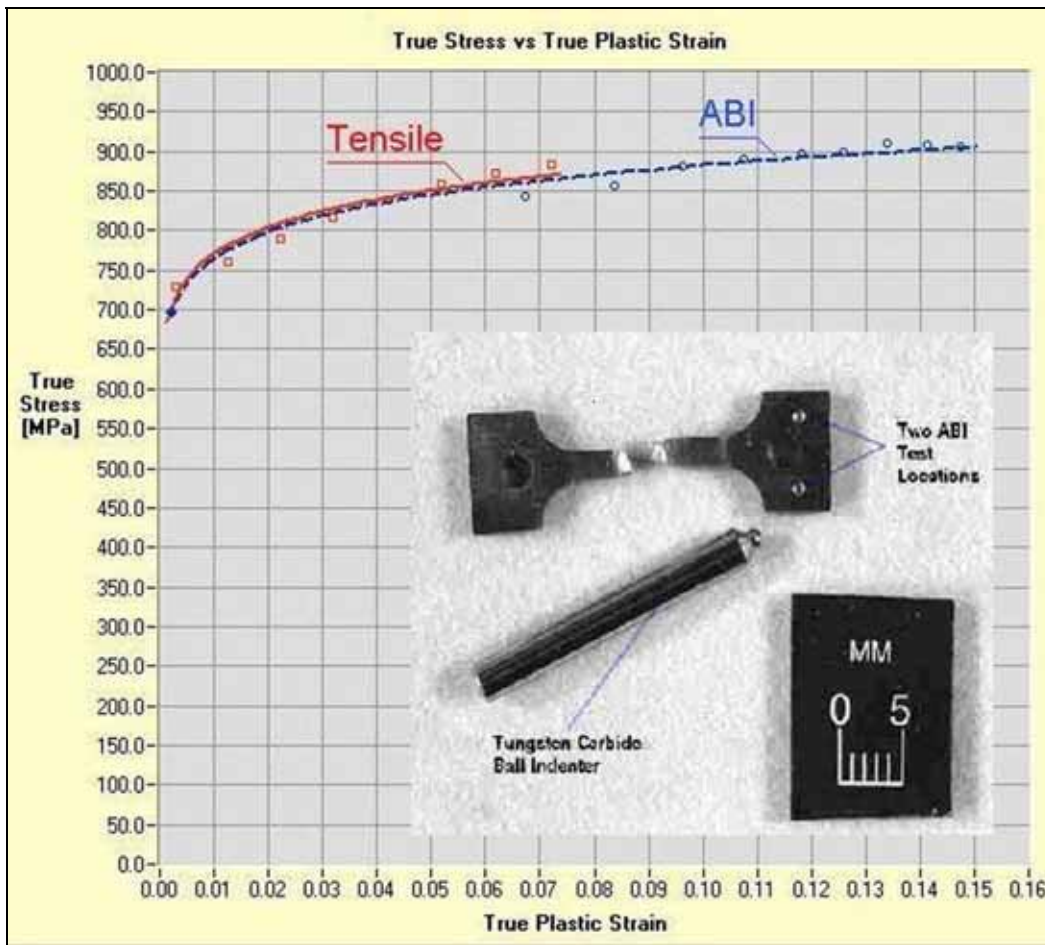 True Stress vs True Plastic Strain
1000.0
950.0
900.0
850.0
800.0
750.0
700.0
650.0
600.0
550.0
500.0
450.0
400.0
350.0
300.0
250.0
200.0
150.0
100.0
50.0
0.0
True
Stress
[MPa]
Tensile
ABI
Two ABI
Test
Locations
MM
0 5
Tungsten Carbide
Ball Indenter
0.00 0.01 0.02 0.03 0.04 0.05 0.06 0.07 0.08 0.09 0.10 0.11 0.12 0.13 0.14 0.15 0.16
True Plastic Strain